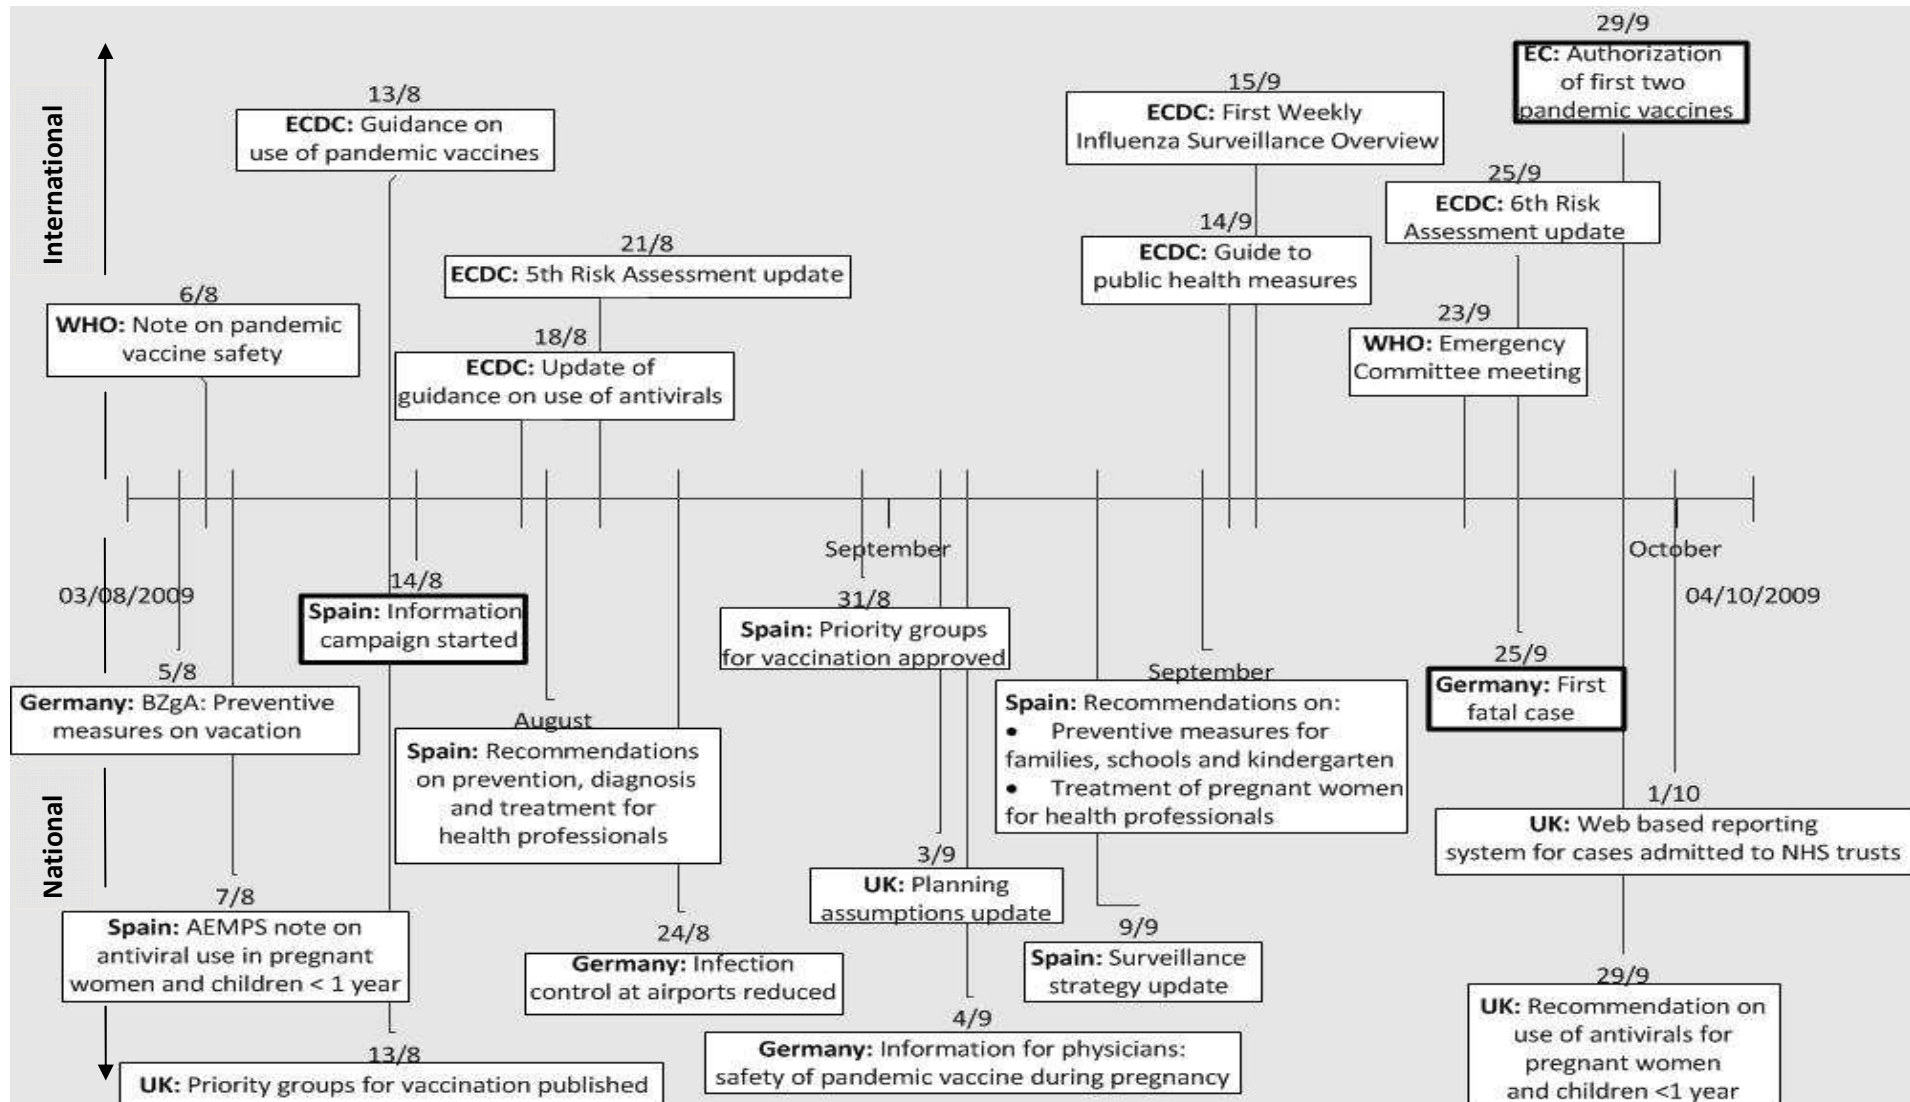 29/9
EC: Authorization
of first two
pandemic vaccines
International
13/8
ECDC: Guidance on
use of pandemic vaccines
15/9
ECDC: First Weekly
Influenza Surveillance Overview
25/9
ECDC: 6th Risk
Assessment update
14/9
ECDC: Guide to
public health measures
21/8
ECDC: 5th Risk Assessment update
6/8
WHO: Note on pandemic
vaccine safety
23/9
WHO: Emergency
Committee meeting
18/8
ECDC: Update of
guidance on use of antivirals
September
October
03/08/2009
04/10/2009
14/8
Spain: Information
campaign started
31/8
Spain: Priority groups
for vaccination approved
5/8
Germany: BZgA: Preventive
measures on vacation
25/9
Germany: First
fatal case
September
Spain: Recommendations on:
• Preventive measures for
families, schools and kindergarten
• Treatment of pregnant women
for health professionals
August
Spain: Recommendations
on prevention, diagnosis
and treatment for
health professionals
National
1/10
UK: Web based reporting
system for cases admitted to NHS trusts
3/9
UK: Planning
assumptions update
7/8
Spain: AEMPS note on
antiviral use in pregnant
women and children < 1 year
24/8
Germany: Infection
control at airports reduced
9/9
Spain: Surveillance
strategy update
29/9
UK: Recommendation on
use of antivirals for
pregnant women
and children <1 year
4/9
Germany: Information for physicians:
safety of pandemic vaccine during pregnancy
13/8
UK: Priority groups for vaccination published